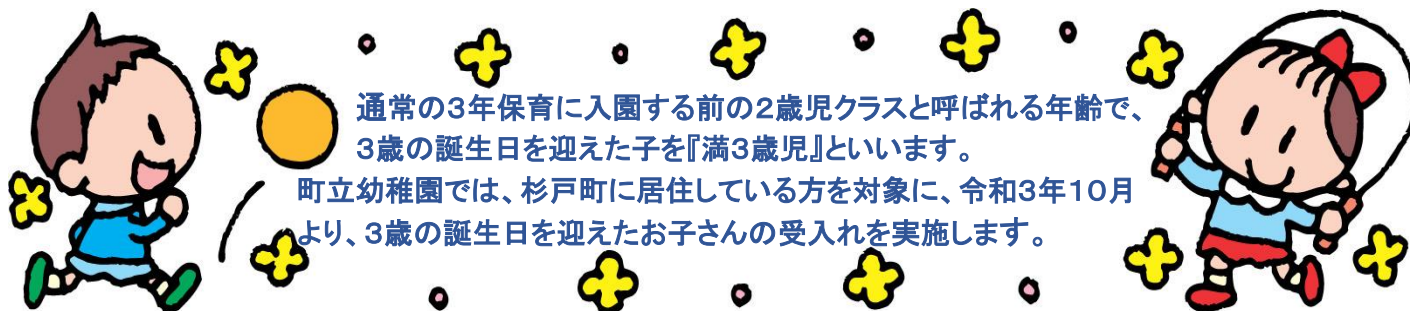 通常の3年保育に入園する前の2歳児クラスと呼ばれる年齢で、
3歳の誕生日を迎えた子を『満3歳児』といいます。
町立幼稚園では、杉戸町に居住している方を対象に、令和3年10月
より、3歳の誕生日を迎えたお子さんの受入れを実施します。